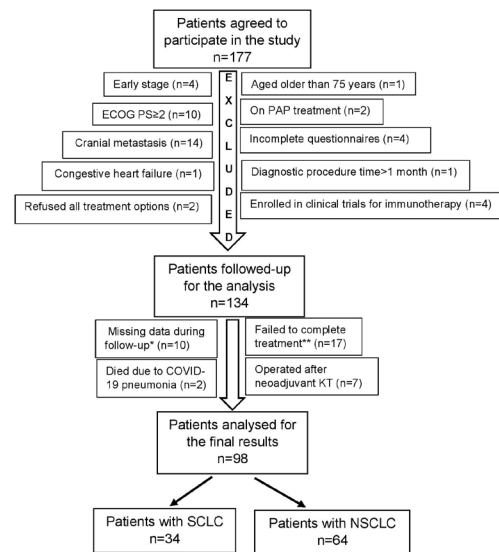 Patients agreed to
participate in the study
n=177
EXCLUDED
Early stage (n=4)
Aged older than 75 years (n=1)
ECOG PS≥2 (n=10)
On PAP treatment (n=2)
Cranial metastasis (n=14)
Incomplete questionnaires (n=4)
Congestive heart failure (n=1)
Diagnostic procedure time>1 month (n=1)
Refused all treatment options (n=2)
Enrolled in clinical trials for immunotherapy (n=4)
Patients followed-up
for the analysis
n=134
Missing data during
follow-up* (n=10)
Failed to complete
treatment** (n=17)
Died due to COVID-
19 pneumonia (n=2)
Operated after
neoadjuvant KT (n=7)
Patients analysed for
the final results
n=98
Patients with SCLC
n=34
Patients with NSCLC
n=64